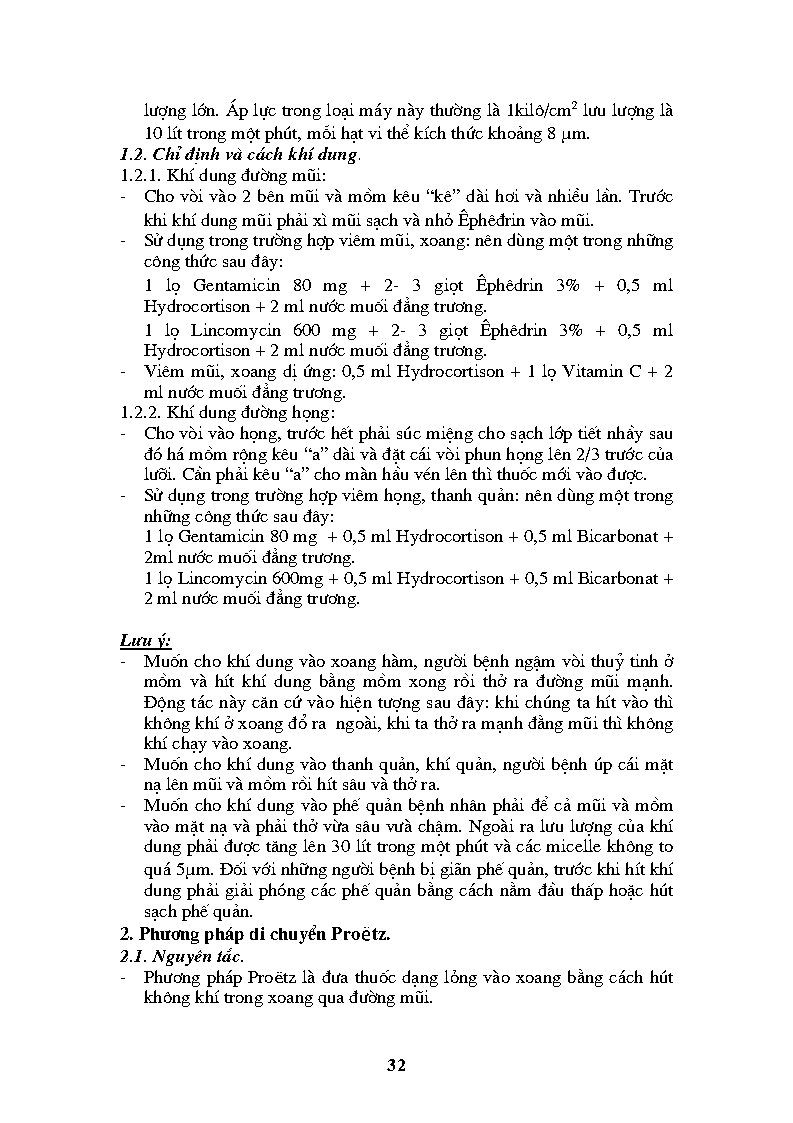 lượng lớn. Áp lực trong loại máy này thường là 1kilô/cm² lưu lượng là
10 lít trong một phút, mỗi hạt vi thể kích thức khoảng 8 µm.
1.2. Chỉ định và cách khí dung.
1.2.1. Khí dung đường mũi:
- Cho vòi vào 2 bên mũi và mồm kêu “kê” dài hơi và nhiều lần. Trước
khi khí dung mũi phải xì mũi sạch và nhỏ Êphêđrin vào mũi.
- Sử dụng trong trường hợp viêm mũi, xoang: nên dùng một trong những
công thức sau đây:
1 lọ Gentamicin 80 mg + 2- 3 giọt Êphêdrin 3% + 0,5 ml
Hydrocortison + 2 ml nước muối đẳng trương.
1 lọ Lincomycin 600 mg + 2- 3 giọt Êphêdrin 3% + 0,5 ml
Hydrocortison + 2 ml nước muối đẳng trương.
- Viêm mũi, xoang dị ứng: 0,5 ml Hydrocortison + 1 lọ Vitamin C + 2
ml nước muối đẳng trương.
1.2.2. Khí dung đường họng:
- Cho vòi vào họng, trước hết phải súc miệng cho sạch lớp tiết nhầy sau
đó há mồm rộng kêu “a” dài và đặt cái vòi phun họng lên 2/3 trước của
lưỡi. Cần phải kêu “a” cho màn hầu vén lên thì thuốc mới vào được.
- Sử dụng trong trường hợp viêm họng, thanh quản: nên dùng một trong
những công thức sau đây:
1 lọ Gentamicin 80 mg + 0,5 ml Hydrocortison + 0,5 ml Bicarbonat +
2ml nước muối đẳng trương.
1 lọ Lincomycin 600mg + 0,5 ml Hydrocortison + 0,5 ml Bicarbonat +
2 ml nước muối đẳng trương.
Lưu ý:
- Muốn cho khí dung vào xoang hàm, người bệnh ngậm vòi thuỷ tinh ở
mồm và hít khí dung bằng mồm xong rồi thở ra đường mũi mạnh.
Động tác này căn cứ vào hiện tượng sau đây: khi chúng ta hít vào thì
không khí ở xoang đổ ra ngoài, khi ta thở ra mạnh đằng mũi thì không
khí chạy vào xoang.
- Muốn cho khí dung vào thanh quản, khí quản, người bệnh úp cái mặt
nạ lên mũi và mồm rồi hít sâu và thở ra.
- Muốn cho khí dung vào phế quản bệnh nhân phải để cả mũi và mồm
vào mặt nạ và phải thở vừa sâu vưà chậm. Ngoài ra lưu lượng của khí
dung phải được tăng lên 30 lít trong một phút và các micelle không to
quá 5µm. Đối với những người bệnh bị giãn phế quản, trước khi hít khí
dung phải giải phóng các phế quản bằng cách nằm đầu thấp hoặc hút
sạch phế quản.
2. Phương pháp di chuyển Proëtz.
2.1. Nguyên tắc.
- Phương pháp Proëtz là đưa thuốc dạng lỏng vào xoang bằng cách hút
không khí trong xoang qua đường mũi.
32